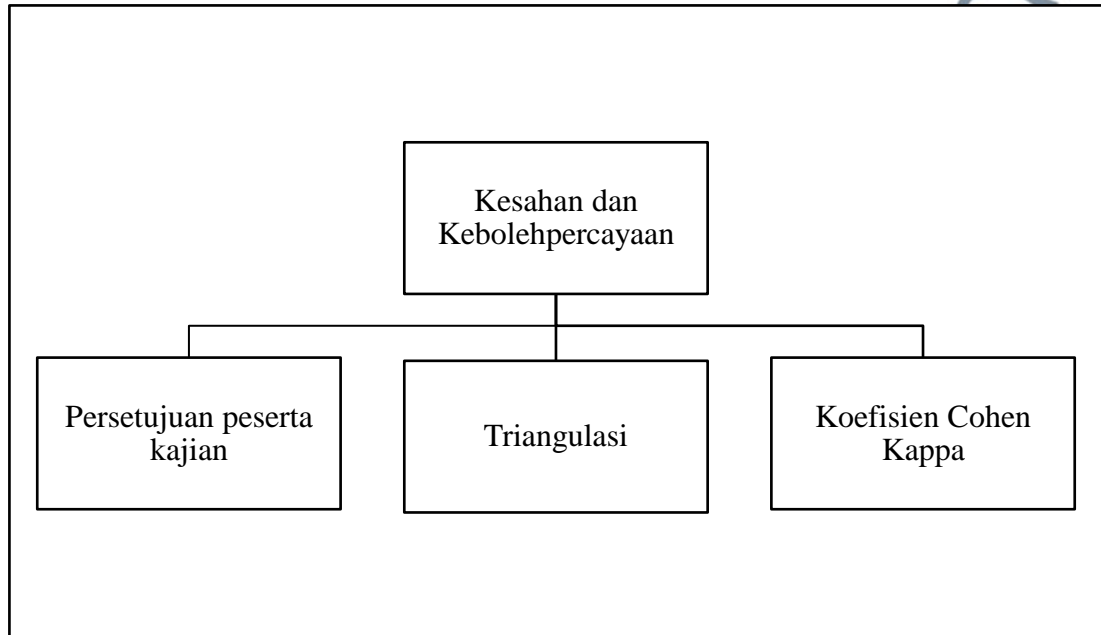 Kesahan dan
Kebolehpercayaan
Persetujuan peserta
kajian
Triangulasi
Koefisien Cohen
Kappa